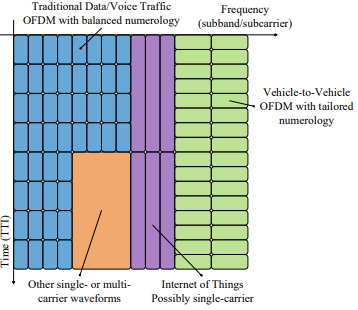 Traditional Data/Voice Traffic
OFDM with balanced numerology
Frequency
(subband/subcarrier)
Vehicle-to-Vehicle
OFDM with tailored
numerology
Time (TTI)
Other single- or multi-
carrier waveforms
Internet of Things
Possibly single-carrier